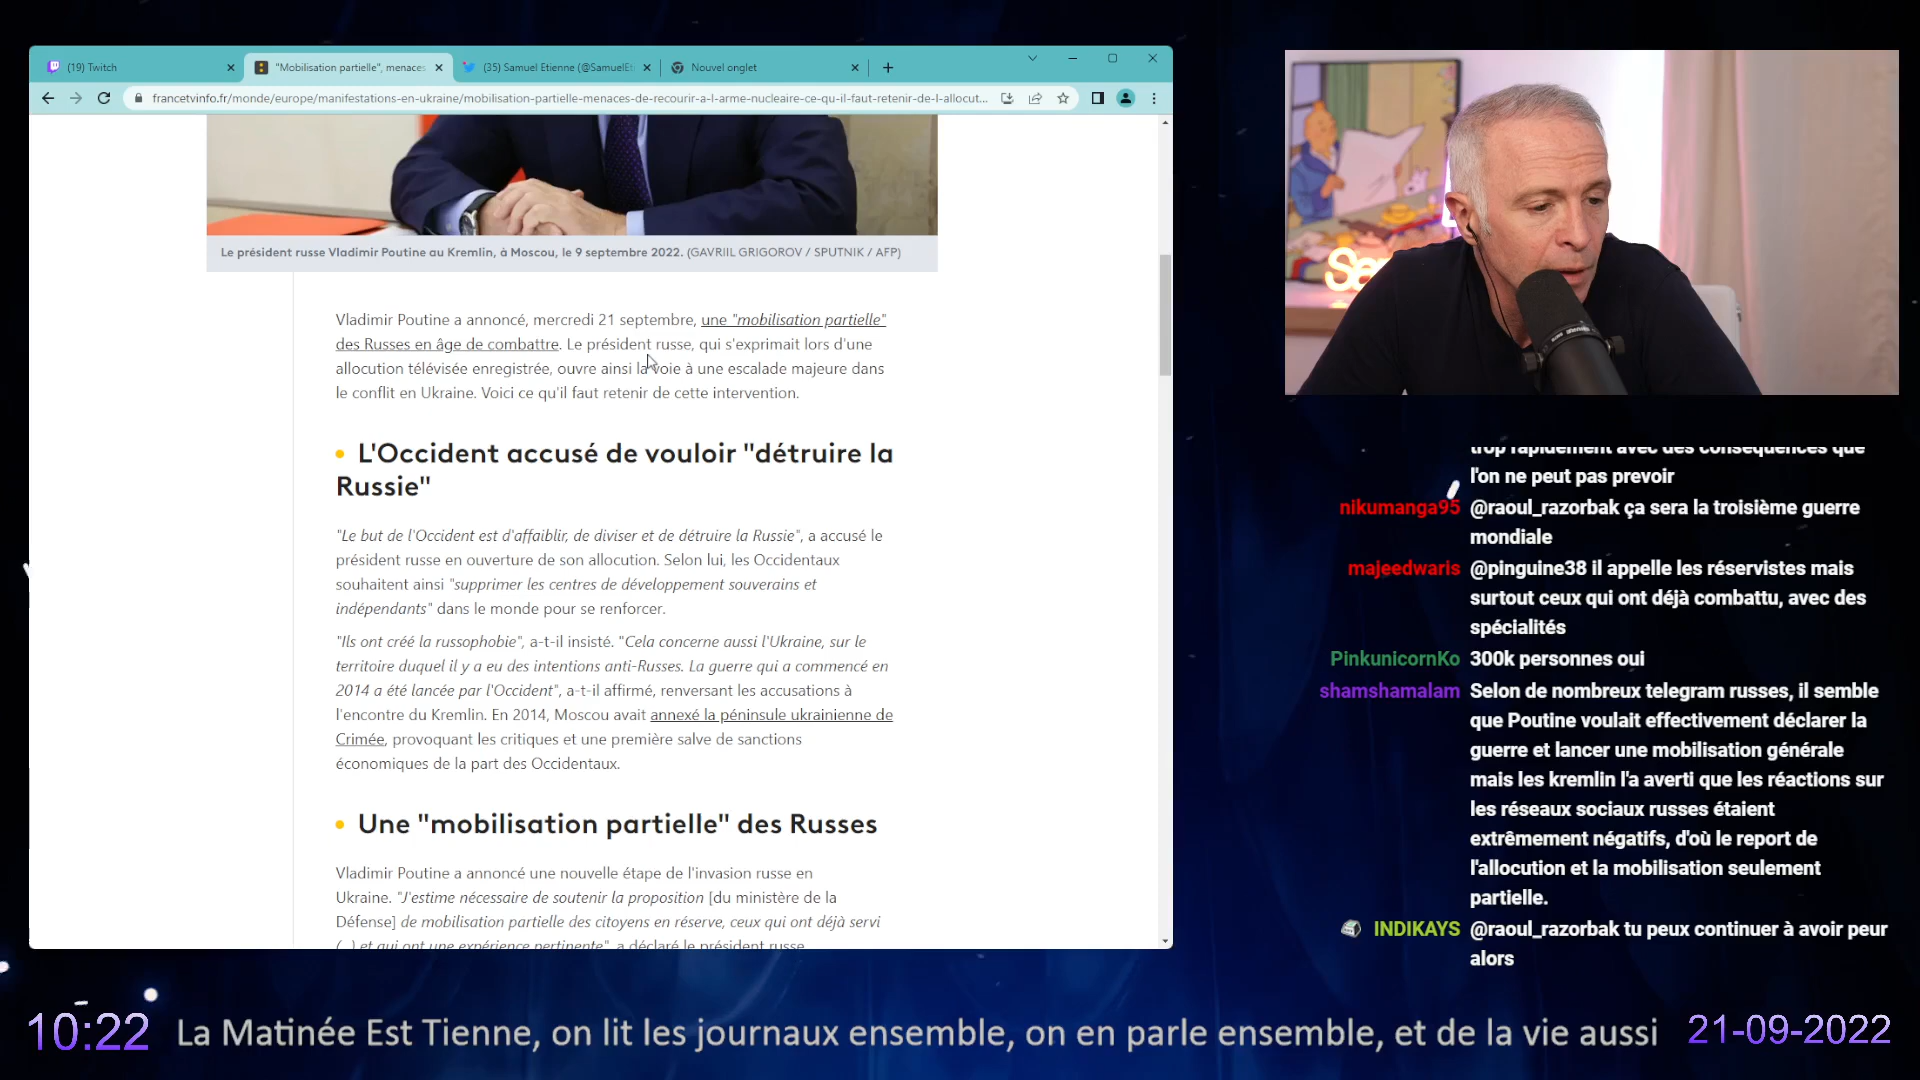 (19) Twitch
"Mobilisation partielle", menaces
(35) Samuel Etienne (@SamuelEt
Nouvel onglet
francetvinfo.fr/monde/europe/manifestations-en-ukraine/mobilisation-partielle-menaces-de-recourir-a-l-arme-nucleaire-ce-qu-il-faut-retenir-de-l-allocut...
Le président russe Vladimir Poutine au Kremlin, à Moscou, le 9 septembre 2022. (GAVRIIL GRIGOROV / SPUTNIK / AFP)
Vladimir Poutine a annoncé, mercredi 21 septembre, une "mobilisation partielle"
des Russes en âge de combattre. Le président russe, qui s'exprimait lors d'une
allocution télévisée enregistrée, ouvre ainsi la voie à une escalade majeure dans
le conflit en Ukraine. Voici ce qu'il faut retenir de cette intervention.
• L'Occident accusé de vouloir "détruire la
Russie"
"Le but de l'Occident est d'affaiblir, de diviser et de détruire la Russie", a accusé le
président russe en ouverture de son allocution. Selon lui, les Occidentaux
souhaitent ainsi "supprimer les centres de développement souverains et
indépendants" dans le monde pour se renforcer.
"Ils ont créé la russophobie", a-t-il insisté. "Cela concerne aussi l'Ukraine, sur le
territoire duquel il y a eu des intentions anti-Russes. La guerre qui a commencé en
2014 a été lancée par l'Occident", a-t-il affirmé, renversant les accusations à
l'encontre du Kremlin. En 2014, Moscou avait annexé la péninsule ukrainienne de
Crimée, provoquant les critiques et une première salve de sanctions
économiques de la part des Occidentaux.
• Une "mobilisation partielle" des Russes
Vladimir Poutine a annoncé une nouvelle étape de l'invasion russe en
Ukraine. "J'estime nécessaire de soutenir la proposition [du ministère de la
Défense] de mobilisation partielle des citoyens en réserve, ceux qui ont déjà servi
(...) et qui ont une expérience pertinente", a déclaré le président russe
trop rapidement avec des conséquences que
l'on ne peut pas prevoir
nikumanga95 @raoul_razorbak ça sera la troisième guerre
mondiale
majeedwaris @pinguine38 il appelle les réservistes mais
surtout ceux qui ont déjà combattu, avec des
spécialités
PinkunicornKo 300k personnes oui
shamshamalam Selon de nombreux telegram russes, il semble
que Poutine voulait effectivement déclarer la
guerre et lancer une mobilisation générale
mais les kremlin l'a averti que les réactions sur
les réseaux sociaux russes étaient
extrêmement négatifs, d'où le report de
l'allocution et la mobilisation seulement
partielle.
INDIKAYS @raoul_razorbak tu peux continuer à avoir peur
alors
10:22 La Matinée Est Tienne, on lit les journaux ensemble, on en parle ensemble, et de la vie aussi 21-09-2022